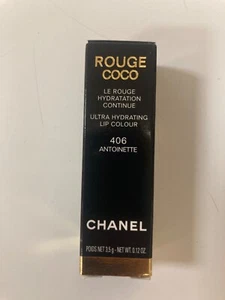 ROUGE
COCO
LE ROUGE
HYDRATATION
CONTINUE
ULTRA HYDRATING
LIP COLOUR
406
ANTOINETTE
CHANEL
POIDS NET 3.5 g - NET WT. 0.12 OZ.